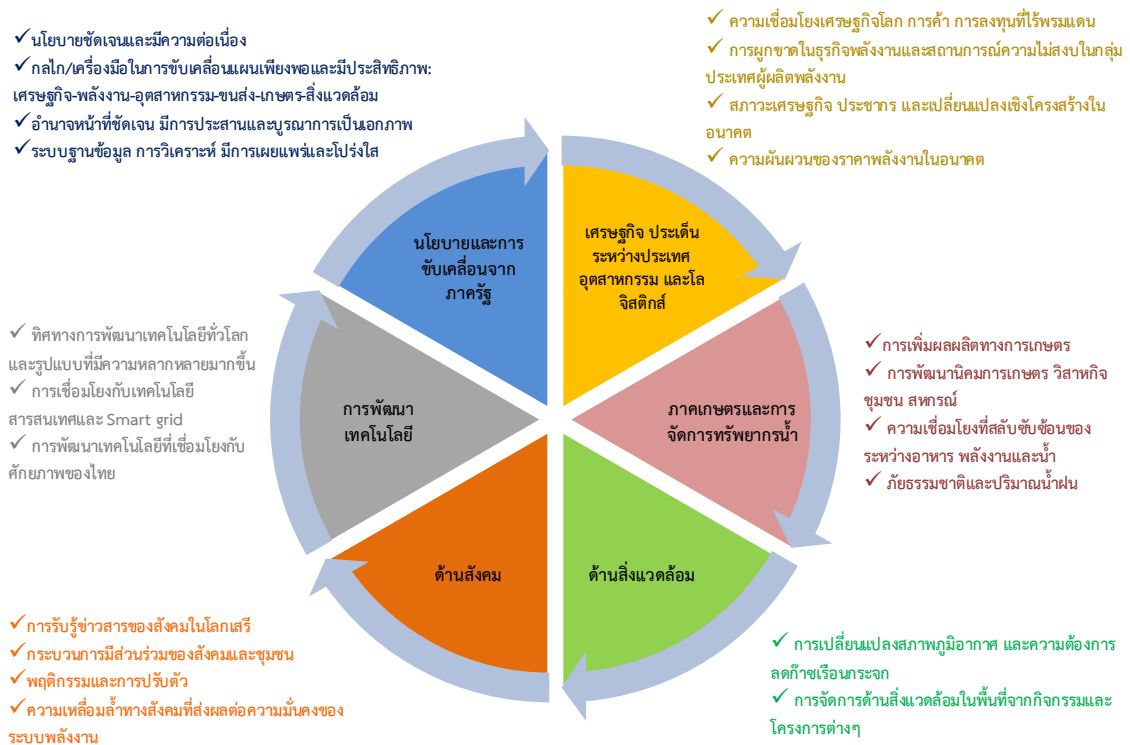 ✓นโยบายชัดเจนและมีความต่อเนื่อง
✓กลไก/เครื่องมือในการขับเคลื่อนแผนเพียงพอและมีประสิทธิภาพ:
เศรษฐกิจ-พลังงาน-อุตสาหกรรม-ขนส่ง-เกษตร-สิ่งแวดล้อม
✓อำนาจหน้าที่ชัดเจน มีการประสานและบูรณาการเป็นเอกภาพ
✓ระบบฐานข้อมูล การวิเคราะห์ มีการเผยแพร่และโปร่งใส
✓ ความเชื่อมโยงเศรษฐกิจโลก การค้า การลงทุนที่ไร้พรมแดน
✓ การผูกขาดในธุรกิจพลังงานและสถานการณ์ความไม่สงบในกลุ่ม
ประเทศผู้ผลิตพลังงาน
✓ สภาวะเศรษฐกิจ ประชากร และเปลี่ยนแปลงเชิงโครงสร้างใน
อนาคต
✓ ความผันผวนของราคาพลังงานในอนาคต
นโยบายและการ
ขับเคลื่อนจาก
ภาครัฐ
เศรษฐกิจ ประเด็น
ระหว่างประเทศ
อุตสาหกรรม และโล
จิสติกส์
✓ ทิศทางการพัฒนาเทคโนโลยีทั่วโลก
และรูปแบบที่มีความหลากหลายมากขึ้น
✓ การเชื่อมโยงกับเทคโนโลยี
สารสนเทศและ Smart grid
✓ การพัฒนาเทคโนโลยีที่เชื่อมโยงกับ
ศักยภาพของไทย
การพัฒนา
เทคโนโลยี
ภาคเกษตรและการ
จัดการทรัพยากรน้ำ
✓การเพิ่มผลผลิตทางการเกษตร
✓ การพัฒนานิคมการเกษตร วิสาหกิจ
ชุมชน สหกรณ์
✓ ความเชื่อมโยงที่สลับซับซ้อนของ
ระหว่างอาหาร พลังงานและน้ำ
✓ ภัยธรรมชาติและปริมาณน้ำฝน
ด้านสังคม
ด้านสิ่งแวดล้อม
✓การรับรู้ข่าวสารของสังคมในโลกเสรี
✓กระบวนการมีส่วนร่วมของสังคมและชุมชน
✓พฤติกรรมและการปรับตัว
✓ความเหลื่อมล้ำทางสังคมที่ส่งผลต่อความมั่นคงของ
ระบบพลังงาน
✓ การเปลี่ยนแปลงสภาพภูมิอากาศ และความต้องการ
ลดก๊าซเรือนกระจก
✓ การจัดการด้านสิ่งแวดล้อมในพื้นที่จากกิจกรรมและ
โครงการต่างๆ